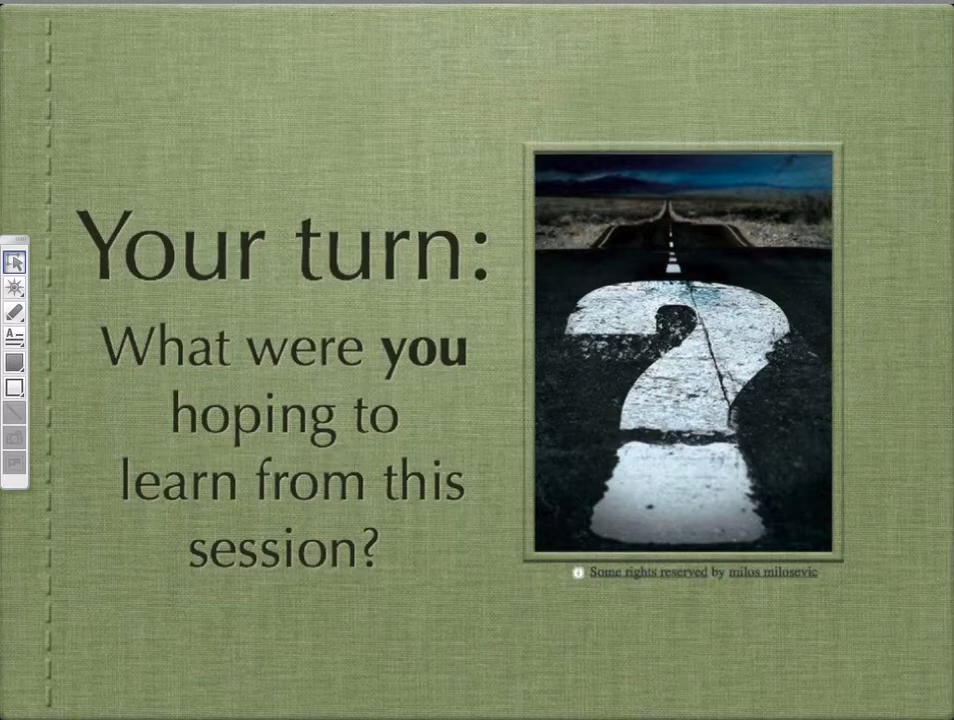 Your turn:
What were you
hoping to
learn from this
session?
Some rights reserved by milos milosevic